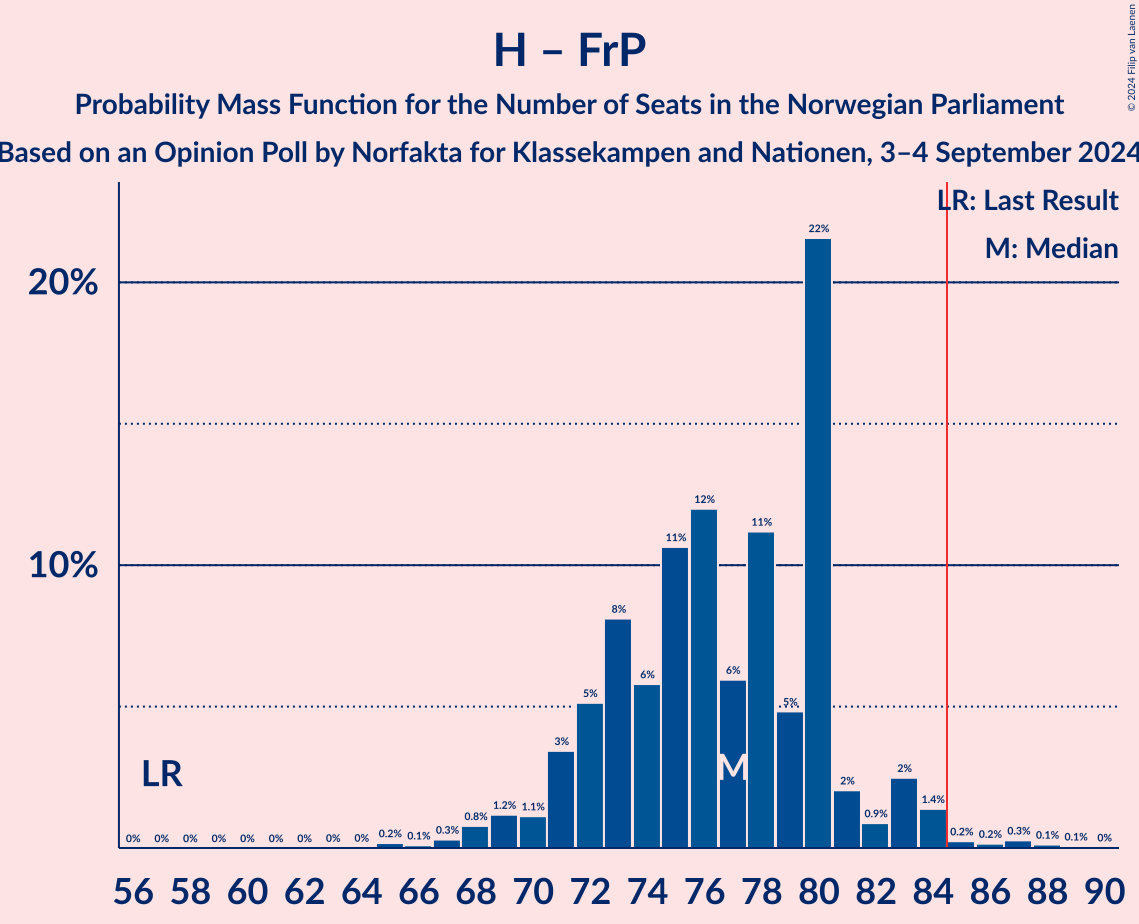 © 2024 Filip van Laenen
H – FrP
Probability Mass Function for the Number of Seats in the Norwegian Parliament
Based on an Opinion Poll by Norfakta for Klassekampen and Nationen, 3–4 September 2024
LR: Last Result
M: Median
20%
10%
0% 0% 0% 0% 0% 0% 0% 0% 0% 0.2% 0.1% 0.3% 0.8% 1.2% 1.1% 3% 5% 8% 6% 11% 12% 6% 11% 5% 22% 2% 0.9% 2% 1.4% 0.2% 0.2% 0.3% 0.1% 0.1% 0%
LR
M
56 58 60 62 64 66 68 70 72 74 76 78 80 82 84 86 88 90